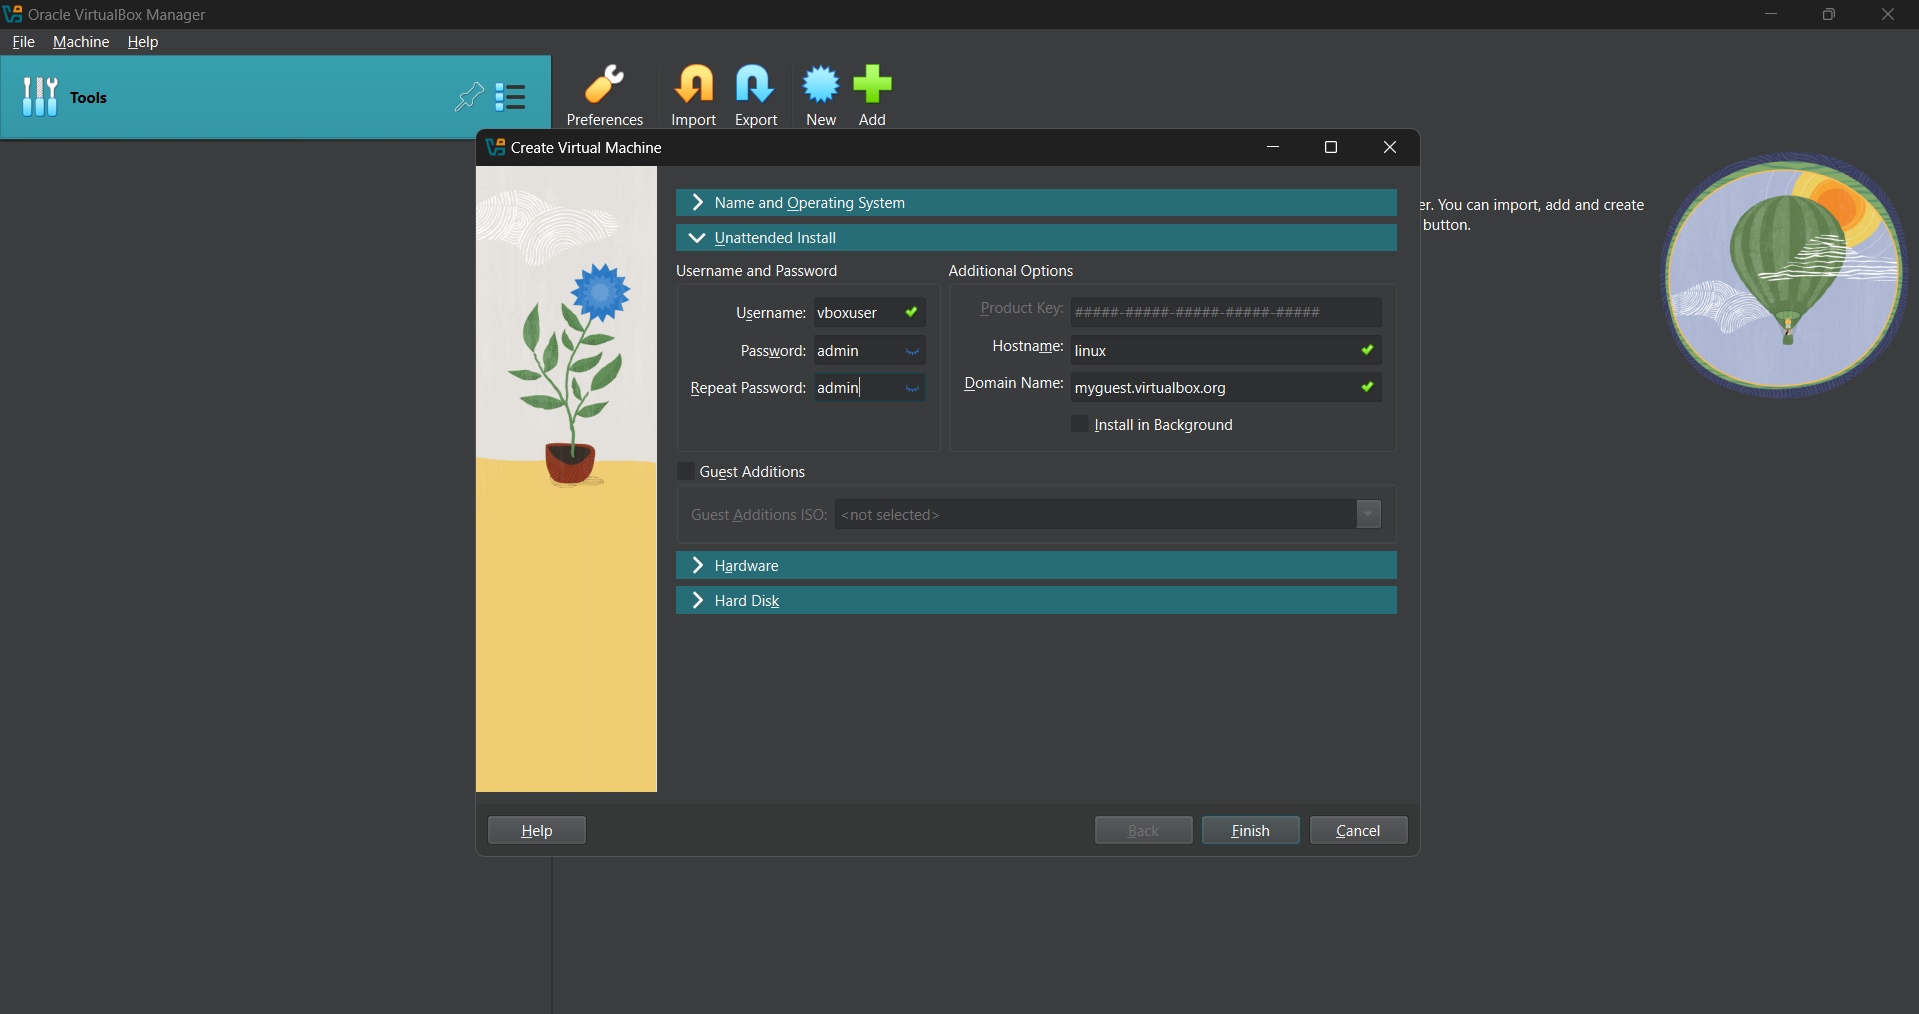 Oracle VirtualBox Manager
File Machine Help
Tools
Preferences Import Export New Add
Create Virtual Machine
er. You can import, add and create
button.
Name and Operating System
Unattended Install
Username and Password
Additional Options
Username: vboxuser
Product Key: #####-#####-#####-#####-#####
Password: admin
Hostname: linux
Repeat Password: admin
Domain Name: myguest.virtualbox.org
Install in Background
Guest Additions
Guest Additions ISO: <not selected>
Hardware
Hard Disk
Help Back Finish Cancel